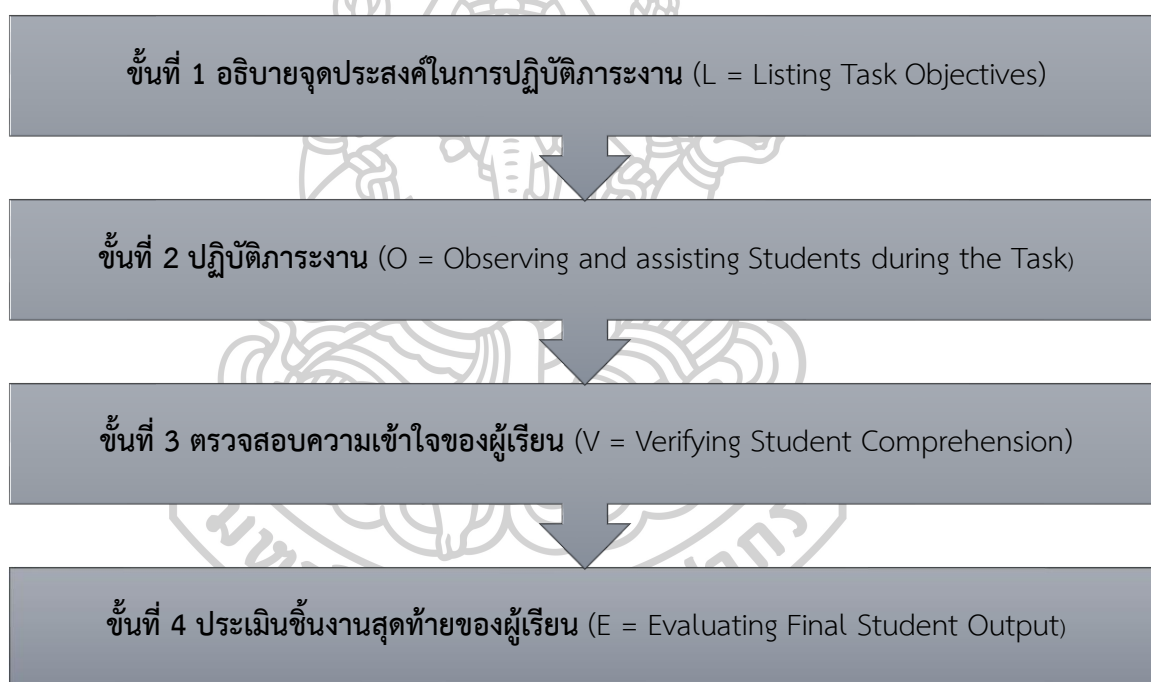 ขั้นที่ 1 อธิบายจุดประสงค์ในการปฏิบัติภาระงาน (L = Listing Task Objectives)
ขั้นที่ 2 ปฏิบัติภาระงาน (O = Observing and assisting Students during the Task)
ขั้นที่ 3 ตรวจสอบความเข้าใจของผู้เรียน (V = Verifying Student Comprehension)
ขั้นที่ 4 ประเมินชิ้นงานสุดท้ายของผู้เรียน (E = Evaluating Final Student Output)